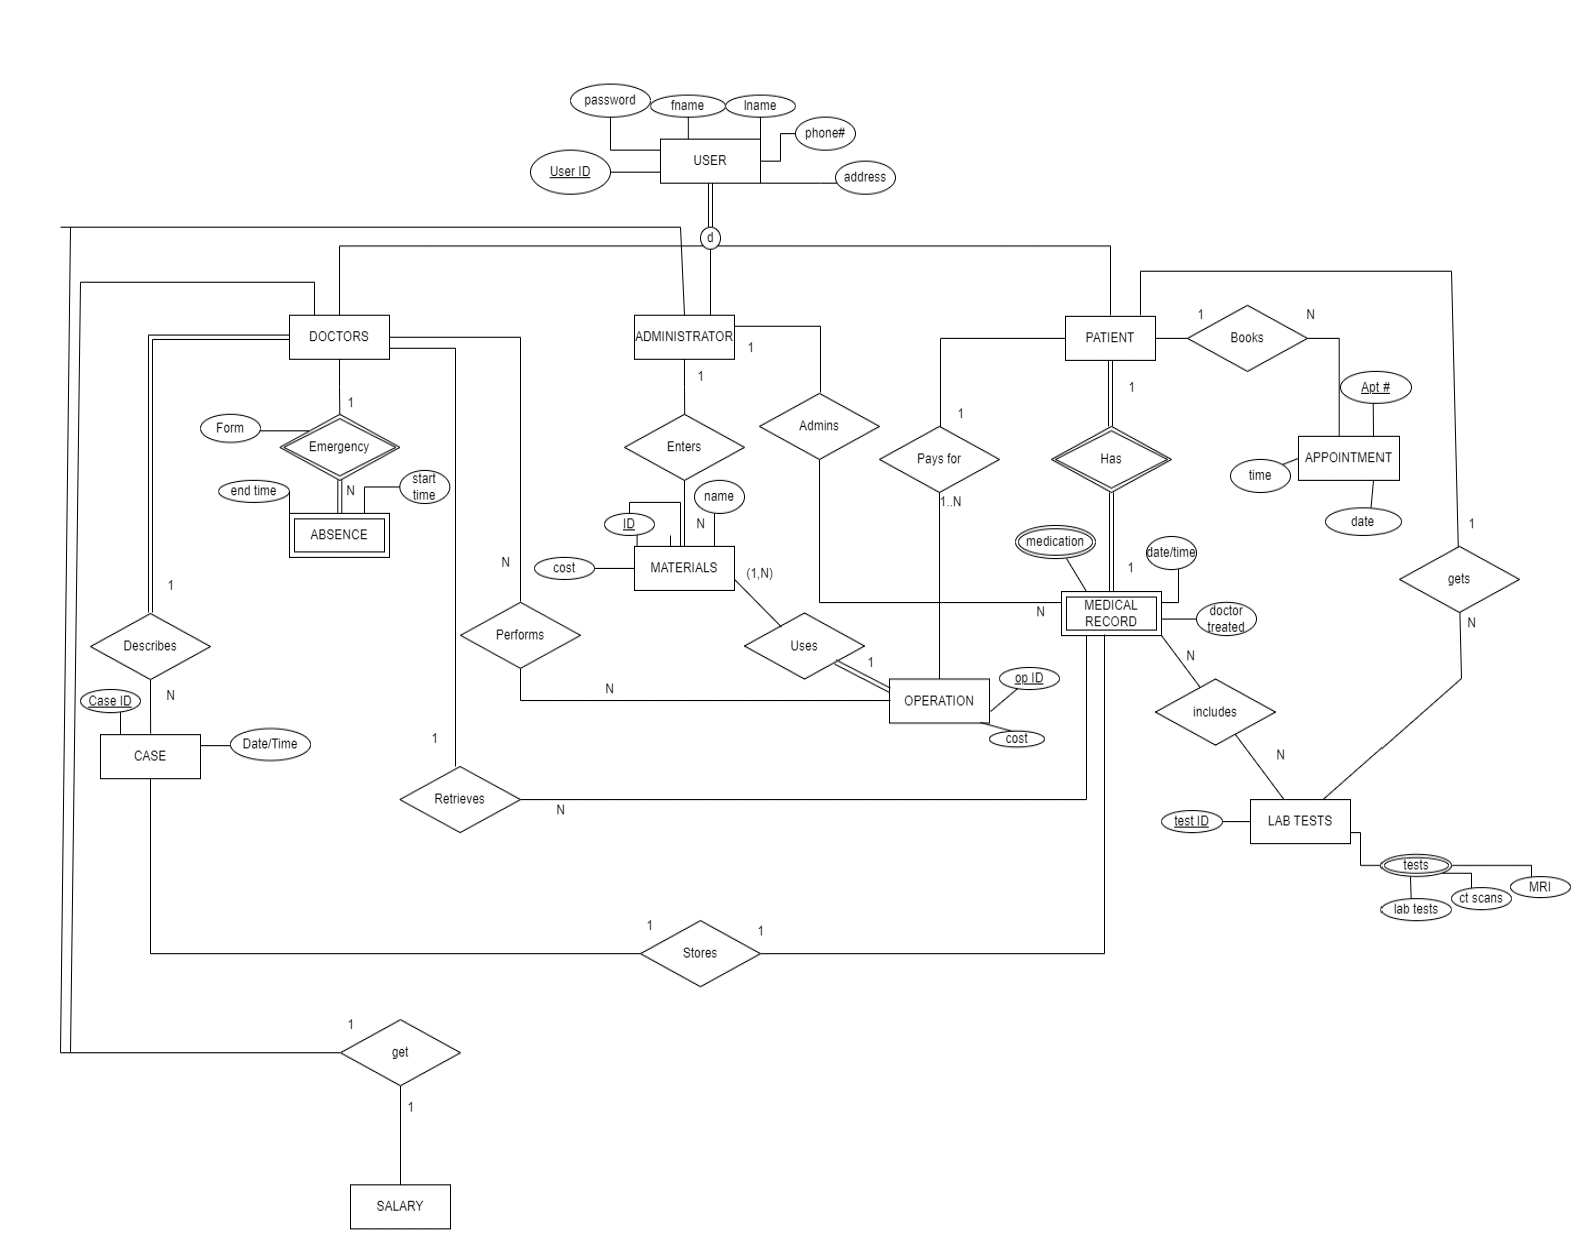 password
fname
lname
phone#
USER
User ID
address
d
DOCTORS
ADMINISTRATOR
PATIENT
1
N
Books
1
1
1
1
Apt #
1
Form
Emergency
Enters
Admins
Pays for
Has
APPOINTMENT
time
end time
N
start
time
name
1..N
ID
N
date
1
medication
date/time
ABSENCE
N
cost
MATERIALS
(1,N)
1
gets
1
MEDICAL
RECORD
N
doctor
treated
N
Describes
Performs
Uses
1
N
N
N
op ID
Case ID
OPERATION
includes
cost
1
Date/Time
CASE
N
Retrieves
N
test ID
LAB TESTS
tests
MRI
ct scans
lab tests
1
1
Stores
1
get
1
SALARY